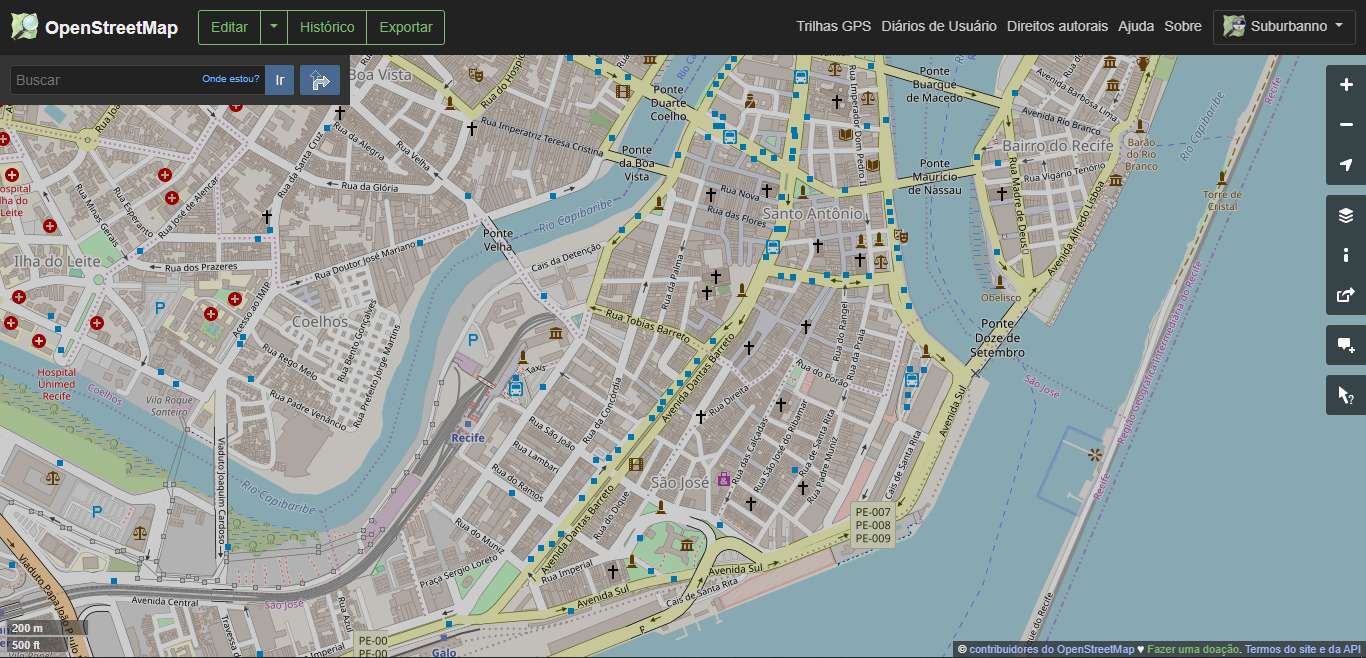 OpenStreetMap
Editar
Histórico
Exportar
Trilhas GPS
Diários de Usuário
Direitos autorais
Ajuda
Sobre
Suburbanno
Buscar
Onde estou?
Ir
Boa Vista
Rua do Hospício
Ponte
Duarte
Coelho
Ponte
Buarque
de Macedo
Avenida Barbosa Lima
Avenida Rio Branco
Rio Capibaribe
Recife
Rua Imperatriz Teresa Cristina
Rua Imperador Dom Pedro II
Bairro do Recife
Barão
do Rio
Branco
Rua da Alegria
Rua Velha
Rua da Santa Cruz
Ponte
da Boa
Vista
Ponte
Maurício
de Nassau
Rua Vigário Tenório
Rua Madre de Deus
Torre de
Cristal
Rua da Glória
Rua Nova
Rua das Flores
Santo Antônio
Rua Minas Gerais
Rua Esperanto
Rua José de Alencar
Rio Capibaribe
Ponte
Velha
Cais da Detenção
Avenida Alfredo Lisboa
Ilha do Leite
Rua dos Prazeres
Rua Doutor José Mariano
Rua da Palma
Obelisco
Acesso ao IMIP
Coelhos
Rua Bento Gonçalves
Rua Prefeito Jorge Martins
Rua Tobias Barreto
Rua do Rangel
Rua da Praia
Ponte
Doze de
Setembro
Região Geográfica Intermediária do Recife
Rua Rego Melo
Rua do Porão
São José
Hospital
Unimed
Recife
Coelhos
Vila Roque
Santeiro
Rua Padre Venâncio
Taxis
Rua da Concórdia
Avenida Dantas Barreto
Rua Direita
Avenida Sul
Recife
Rua São João
Rua Lambari
Rua do Ramos
Rua das Calçadas
Rua São José do Ribamar
Rua de Santa Rita
Rua Padre Muniz
Cais de Santa Rita
São José
Viaduto Joaquim Cardoso
Rio Capibaribe
Avenida Dantas Barreto
Rua do Dique
Recife
PE-007
PE-008
PE-009
Rua do Muniz
Praça Sergio Loreto
Rua Imperial
Avenida Sul
Avenida Sul
Cais de Santa Rita
Viaduto Papa João Paulo
Avenida Central
São José
Rua Azul
Rua Imperial
PE-00
PE-00
Galo
200 m
500 ft
© contribuidores do OpenStreetMap ♥ Fazer uma doação. Termos do site e da API